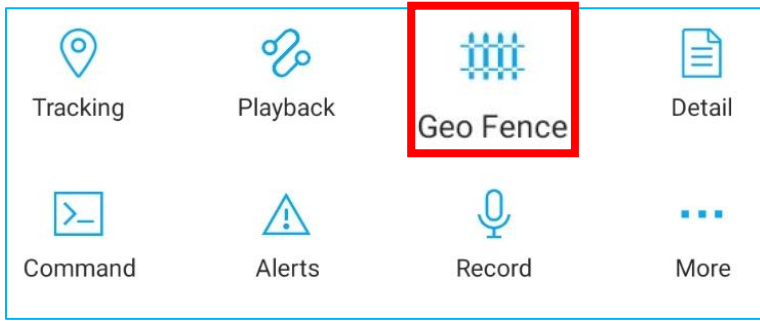 Tracking
Playback
Geo Fence
Detail
Command
Alerts
Record
More